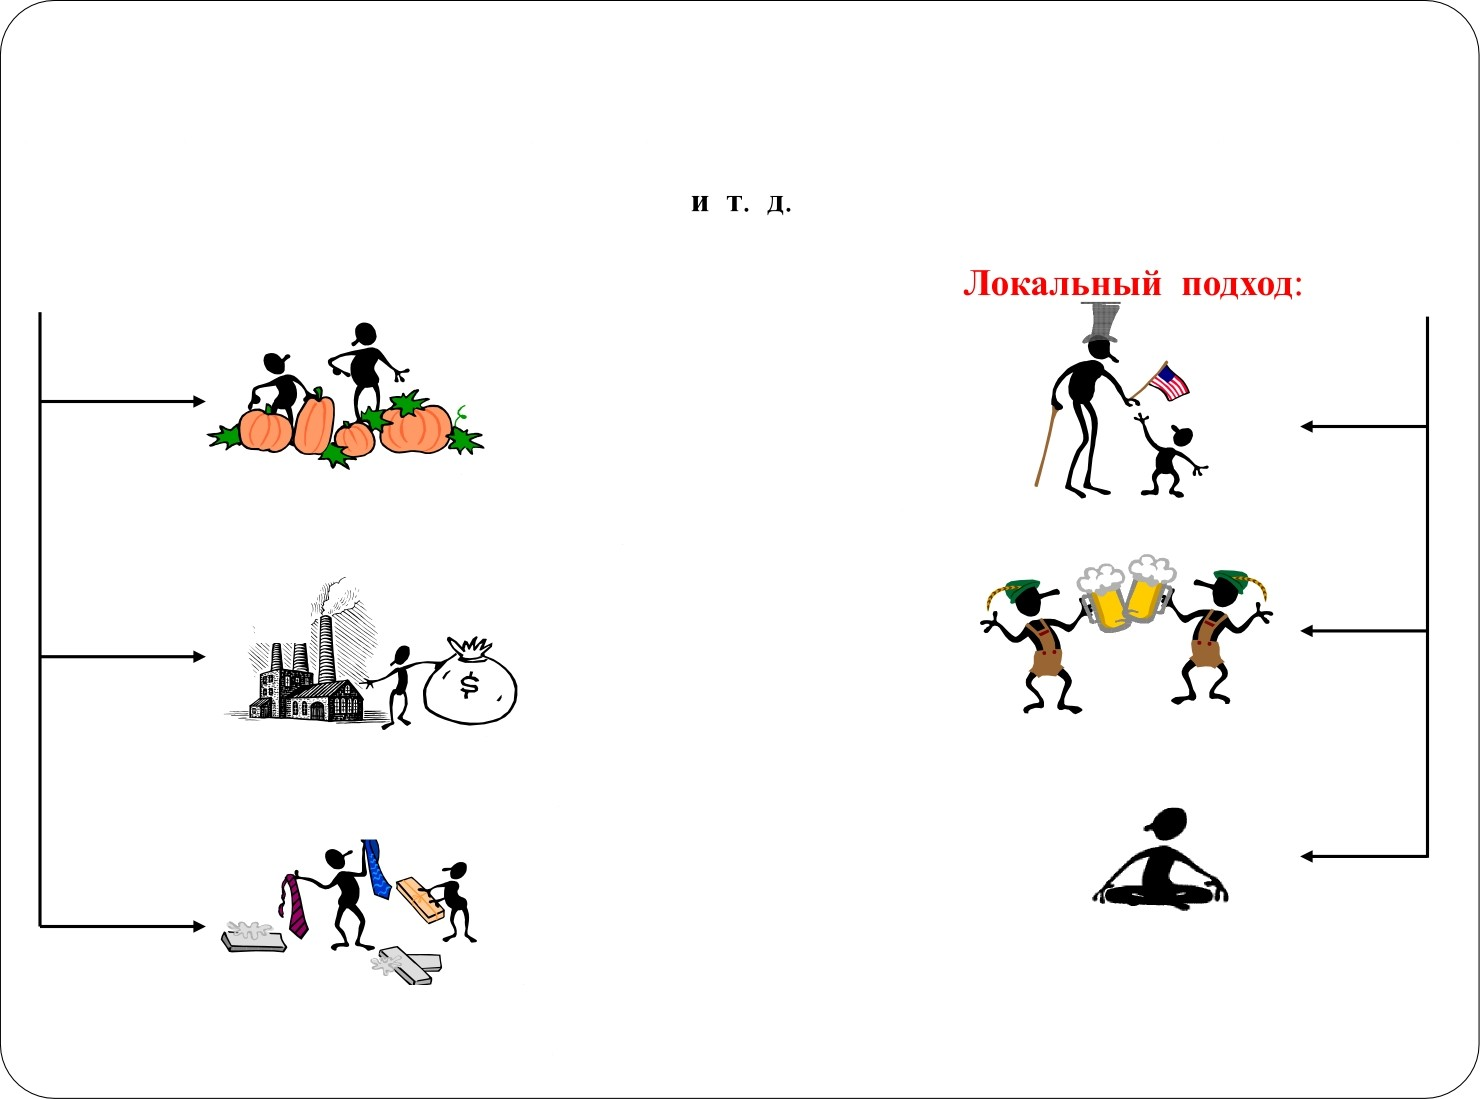 и т. д.
Локальный подход:
$